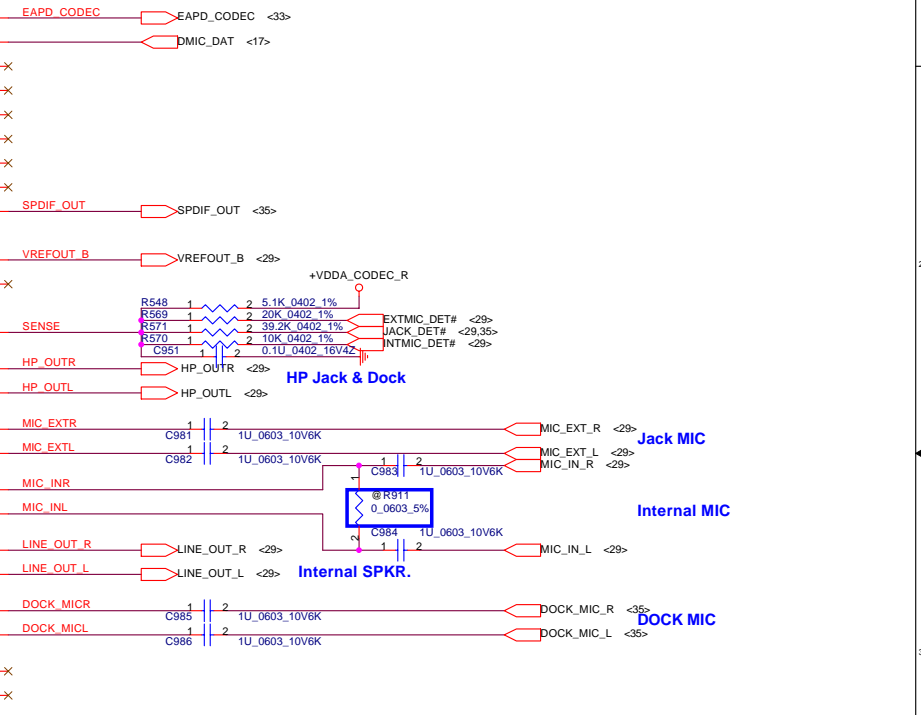 EAPD_CODEC EAPD_CODEC <33>
DMIC_DAT <17>
SPDIF_OUT SPDIF_OUT <35>
VREFOUT_B VREFOUT_B <29>
2
+VDDA_CODEC_R
R548 1 2 5.1K_0402_1%
R569 1 2 20K_0402_1% EXTMIC_DET# <29>
SENSE R571 1 2 39.2K_0402_1% JACK_DET# <29,35>
R570 1 2 10K_0402_1% INTMIC_DET# <29>
C951 1 2 0.1U_0402_16V4Z
HP_OUTR HP_OUTR <29>
HP Jack & Dock
HP_OUTL HP_OUTL <29>
MIC_EXTR 1 2 MIC_EXT_R <29>
C981 1U_0603_10V6K Jack MIC
MIC_EXTL 1 2 MIC_EXT_L <29>
C982 1U_0603_10V6K 1 2 MIC_IN_R <29>
C983 1U_0603_10V6K
MIC_INR 1
@R911
MIC_INL 0_0603_5% Internal MIC
2 C984 1U_0603_10V6K
LINE_OUT_R LINE_OUT_R <29> 1 2 MIC_IN_L <29>
LINE_OUT_L LINE_OUT_L <29> Internal SPKR.
DOCK_MICR 1 2 DOCK_MIC_R <35>
C985 1U_0603_10V6K DOCK MIC
DOCK_MICL 1 2 DOCK_MIC_L <35>
C986 1U_0603_10V6K